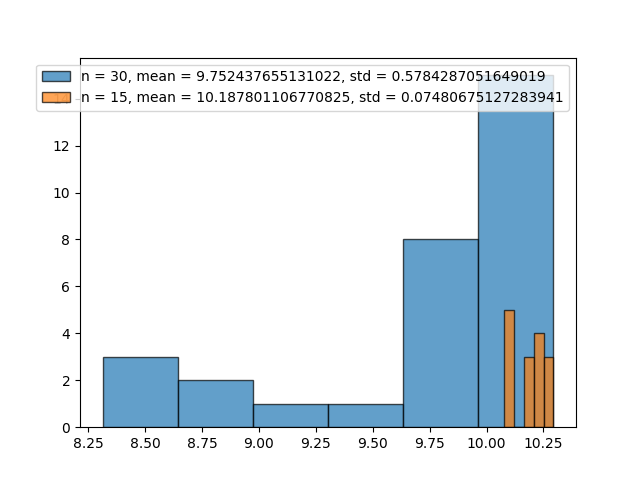 n = 30, mean = 9.752437655131022, std = 0.5784287051649019
n = 15, mean = 10.187801106770825, std = 0.07480675127283941
12
10
8
6
4
2
0
8.25 8.50 8.75 9.00 9.25 9.50 9.75 10.00 10.25